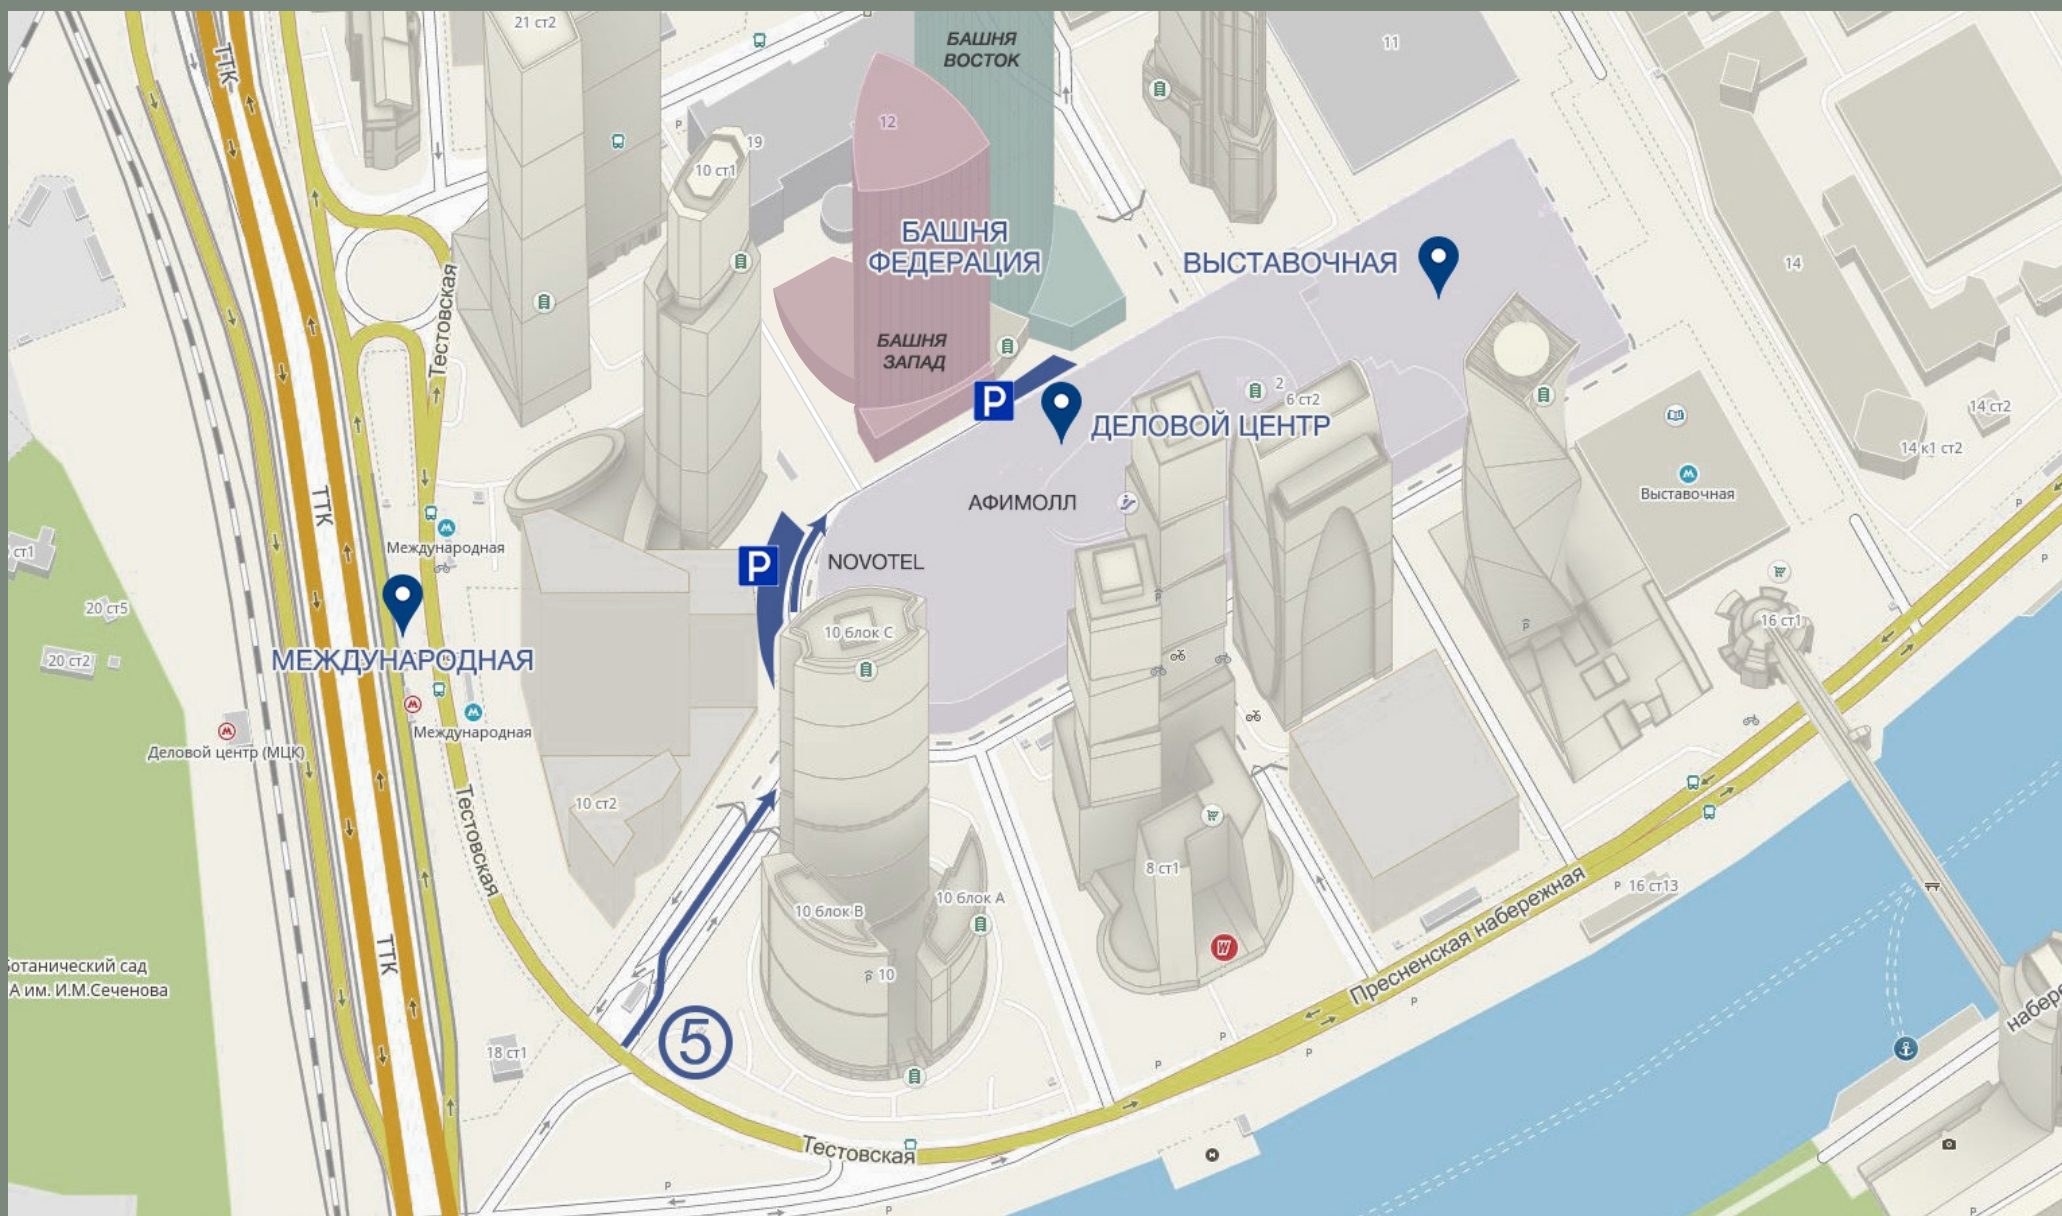 21 ст2
БАШНЯ
ВОСТОК
11
ТТК
12
P
19
10 ст1
БАШНЯ
ФЕДЕРАЦИЯ
ВЫСТАВОЧНАЯ
14
Тестовская
БАШНЯ
ЗАПАД
P
2
6 ст2
ДЕЛОВОЙ ЦЕНТР
14 ст2
14 к1 ст2
Выставочная
P
P
ТТК
АФИМОЛЛ
Международная
ст1
P
NOVOTEL
20 ст5
P
16 ст1
10 блок С
20 ст2
P
МЕЖДУНАРОДНАЯ
Международная
Деловой центр (МЦК)
10 ст2
Тестовская
8 ст1
P 16 ст13
10 блок В
10 блок А
Пресненская набережная
ТТК
P 10
Ботанический сад
А им. И.М.Сеченова
P
набере
5
18 ст1
P
P
P
Тестовская
P
P
P